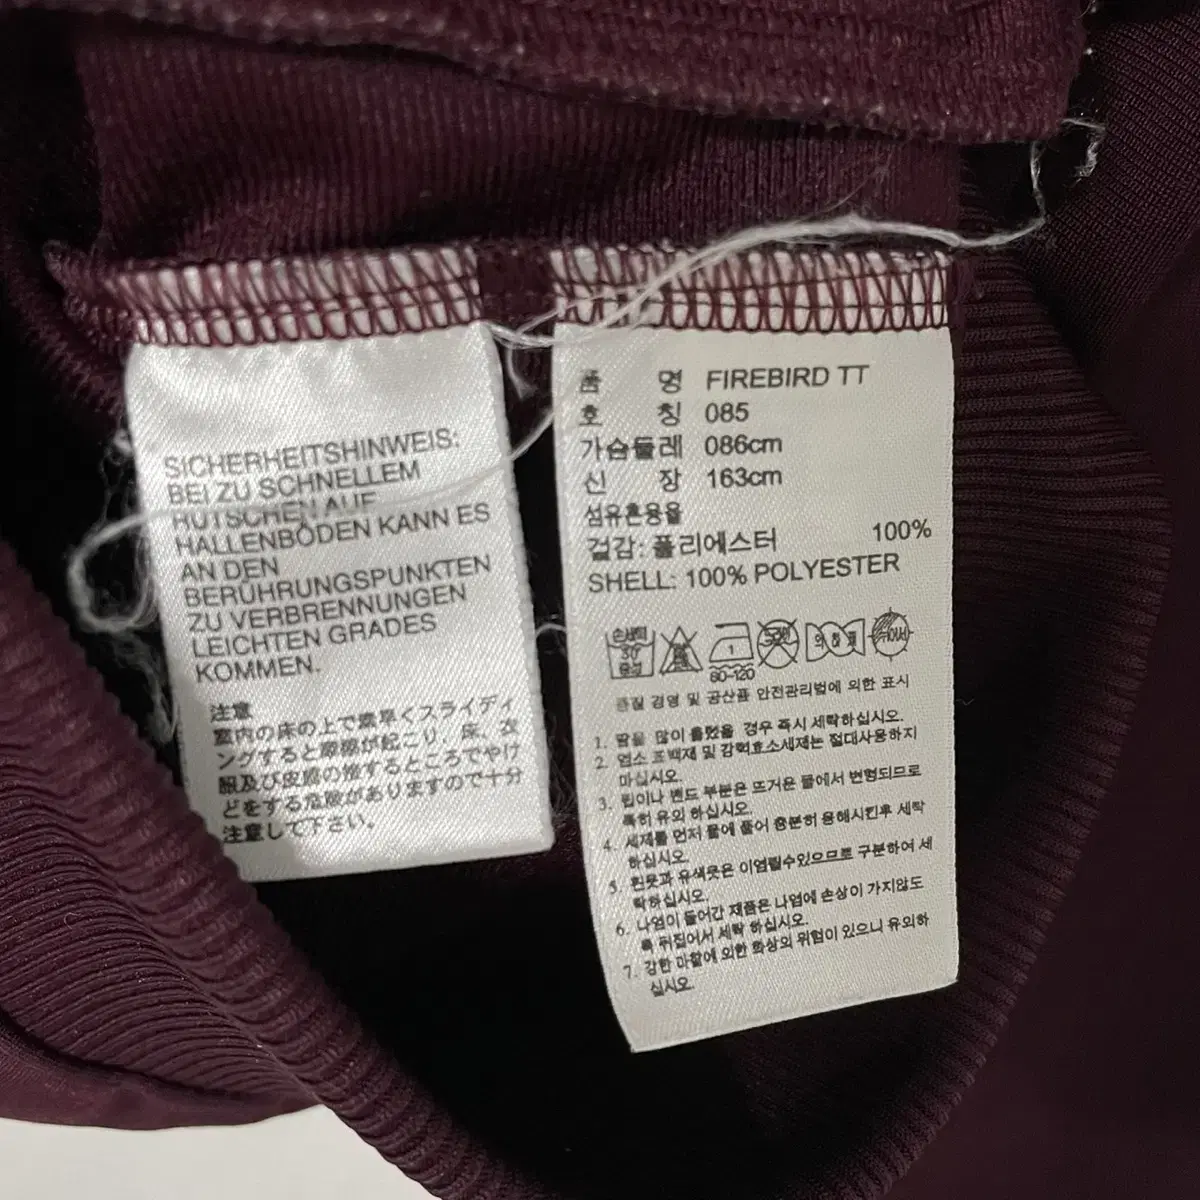 SICHERHEITSHINWEIS:
BEI ZU SCHNELLEM
RUTSCHEN AUF
HALLENBÖDEN KANN ES
AN DEN
BERÜHRUNGSPUNKTEN
ZU VERBRENNUNGEN
LEICHTEN GRADES
KOMMEN.
注意
室内の床の上で素早くスライディ
ングすると摩擦が起こり、床、衣
服及び皮膚の擦するところでやけ
どをする危険がありますので十分
注意して下さい。
품 명 FIREBIRD TT
호 칭 085
가슴둘레 086cm
신 장 163cm
섬유혼용율
겉감: 폴리에스터 100%
SHELL: 100% POLYESTER
손세탁
30°
중성
1
80-120
품질 경영 및 공산품 안전관리법에 의한 표시
1. 땀을 많이 흘렸을 경우 즉시 세탁하십시오.
2. 염소 표백제 및 강력효소세제는 절대사용하지
마십시오.
3. 립이나 밴드 부분은 뜨거운 물에서 변형되므로
특히 유의 하십시오.
4. 세제를 먼저 물에 풀어 충분히 용해시킨후 세탁
하십시오.
5. 흰옷과 유색옷은 이염될수있으므로 구분하여 세
탁하십시오.
6. 나염이 들어간 제품은 나염에 손상이 가지않도
록 뒤집어서 세탁 하십시오.
7. 강한 마찰에 의한 화상의 위험이 있으니 유의하
십시오.